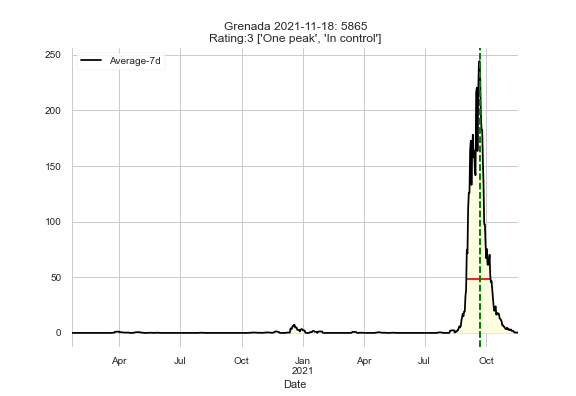 Grenada 2021-11-18: 5865
Rating:3 ['One peak', 'In control']
Average-7d
250
200
150
100
50
0
Apr Jul Oct Jan Apr Jul Oct
2021
Date